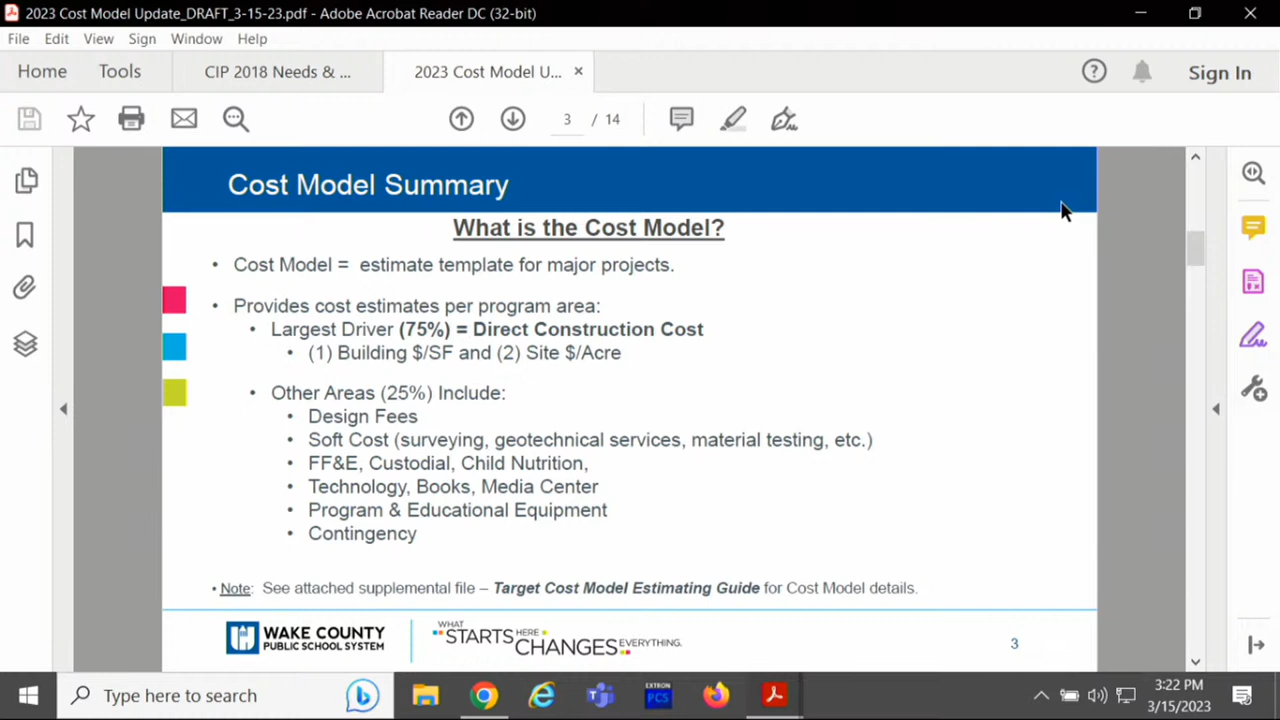 2023 Cost Model Update_DRAFT_3-15-23.pdf - Adobe Acrobat Reader DC (32-bit)
File Edit View Sign Window Help
Home Tools CIP 2018 Needs & ... 2023 Cost Model U... × Sign In
3 / 14
Cost Model Summary
What is the Cost Model?
• Cost Model = estimate template for major projects.
• Provides cost estimates per program area:
• Largest Driver (75%) = Direct Construction Cost
• (1) Building $/SF and (2) Site $/Acre
• Other Areas (25%) Include:
• Design Fees
• Soft Cost (surveying, geotechnical services, material testing, etc.)
• FF&E, Custodial, Child Nutrition,
• Technology, Books, Media Center
• Program & Educational Equipment
• Contingency
• Note: See attached supplemental file – Target Cost Model Estimating Guide for Cost Model details.
WAKE COUNTY
PUBLIC SCHOOL SYSTEM
WHAT
STARTS HERE
CHANGES EVERYTHING.
3
Type here to search
EXTRON
PCS
3:22 PM
3/15/2023